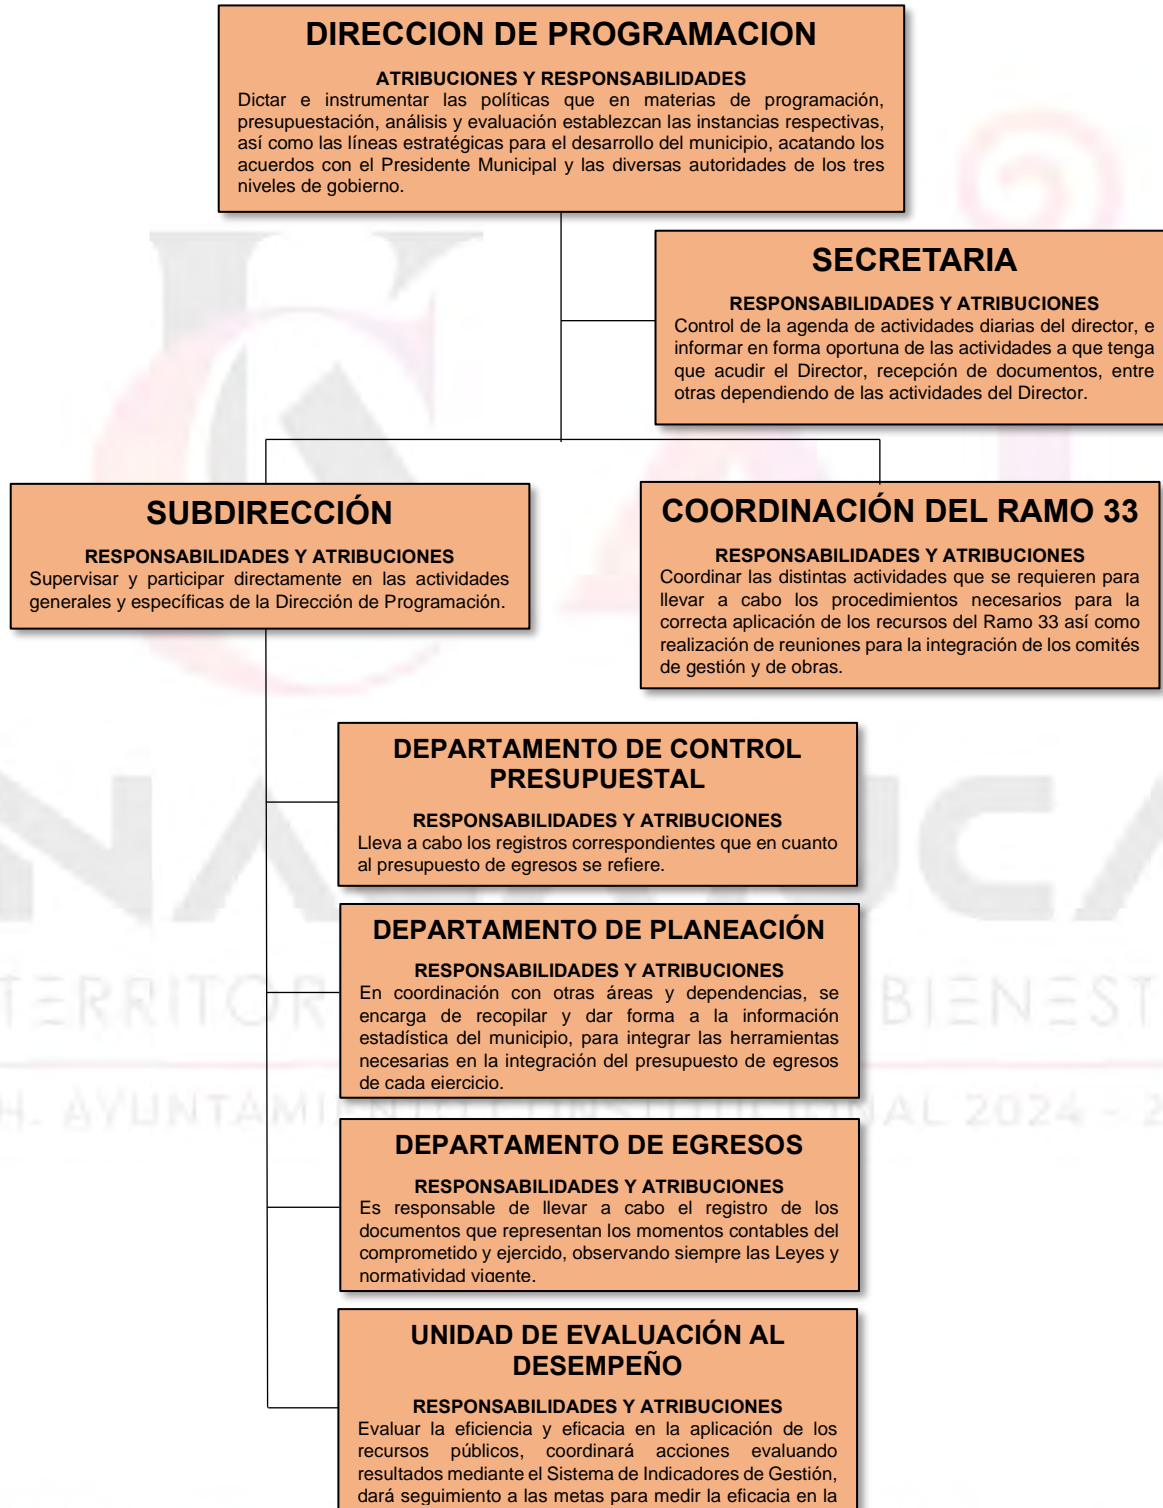 DIRECCION DE PROGRAMACION
ATRIBUCIONES Y RESPONSABILIDADES
Dictar e instrumentar las políticas que en materias de programación,
presupuestación, análisis y evaluación establezcan las instancias respectivas,
así como las líneas estratégicas para el desarrollo del municipio, acatando los
acuerdos con el Presidente Municipal y las diversas autoridades de los tres
niveles de gobierno.
SECRETARIA
RESPONSABILIDADES Y ATRIBUCIONES
Control de la agenda de actividades diarias del director, e
informar en forma oportuna de las actividades a que tenga
que acudir el Director, recepción de documentos, entre
otras dependiendo de las actividades del Director.
SUBDIRECCIÓN
RESPONSABILIDADES Y ATRIBUCIONES
Supervisar y participar directamente en las actividades
generales y específicas de la Dirección de Programación.
COORDINACIÓN DEL RAMO 33
RESPONSABILIDADES Y ATRIBUCIONES
Coordinar las distintas actividades que se requieren para
llevar a cabo los procedimientos necesarios para la
correcta aplicación de los recursos del Ramo 33 así como
realización de reuniones para la integración de los comités
de gestión y de obras.
DEPARTAMENTO DE CONTROL
PRESUPUESTAL
RESPONSABILIDADES Y ATRIBUCIONES
Lleva a cabo los registros correspondientes que en cuanto
al presupuesto de egresos se refiere.
DEPARTAMENTO DE PLANEACIÓN
RESPONSABILIDADES Y ATRIBUCIONES
En coordinación con otras áreas y dependencias, se
encarga de recopilar y dar forma a la información
estadística del municipio, para integrar las herramientas
necesarias en la integración del presupuesto de egresos
de cada ejercicio.
DEPARTAMENTO DE EGRESOS
RESPONSABILIDADES Y ATRIBUCIONES
Es responsable de llevar a cabo el registro de los
documentos que representan los momentos contables del
comprometido y ejercido, observando siempre las Leyes y
normatividad vigente.
UNIDAD DE EVALUACIÓN AL
DESEMPEÑO
RESPONSABILIDADES Y ATRIBUCIONES
Evaluar la eficiencia y eficacia en la aplicación de los
recursos públicos, coordinará acciones evaluando
resultados mediante el Sistema de Indicadores de Gestión,
dará seguimiento a las metas para medir la eficacia en la
H. AYUNTAMIENTO CONSTITUCIONAL 2024 - 2